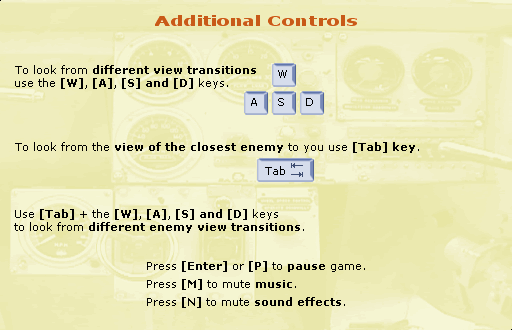 Additional Controls
To look from different view transitions
use the [W], [A], [S] and [D] keys.
W
A S D
To look from the view of the closest enemy to you use [Tab] key.
Tab
Use [Tab] + the [W], [A], [S] and [D] keys
to look from different enemy view transitions.
Press [Enter] or [P] to pause game.
Press [M] to mute music.
Press [N] to mute sound effects.